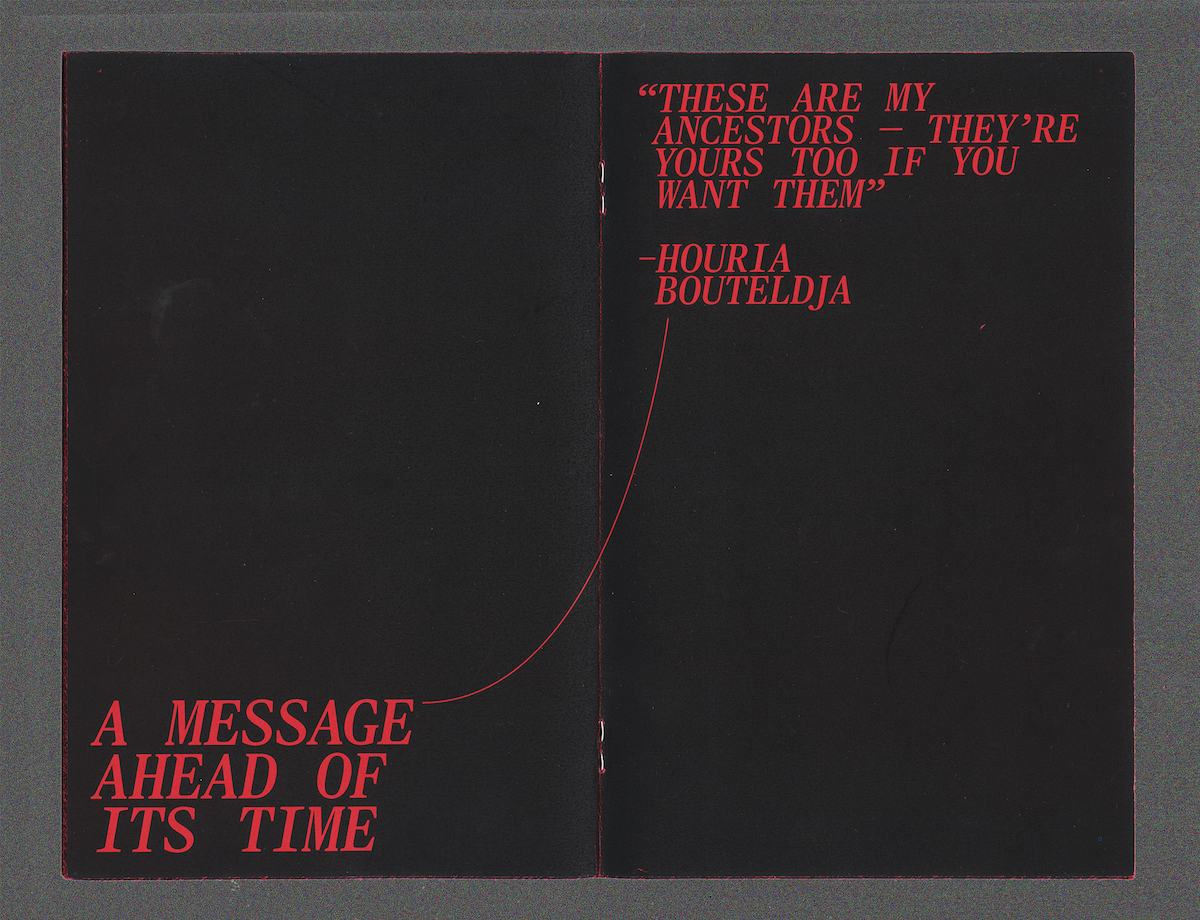 A MESSAGE
AHEAD OF
ITS TIME
“THESE ARE MY
ANCESTORS – THEY’RE
YOURS TOO IF YOU
WANT THEM”
–HOURIA
BOUTELDJA